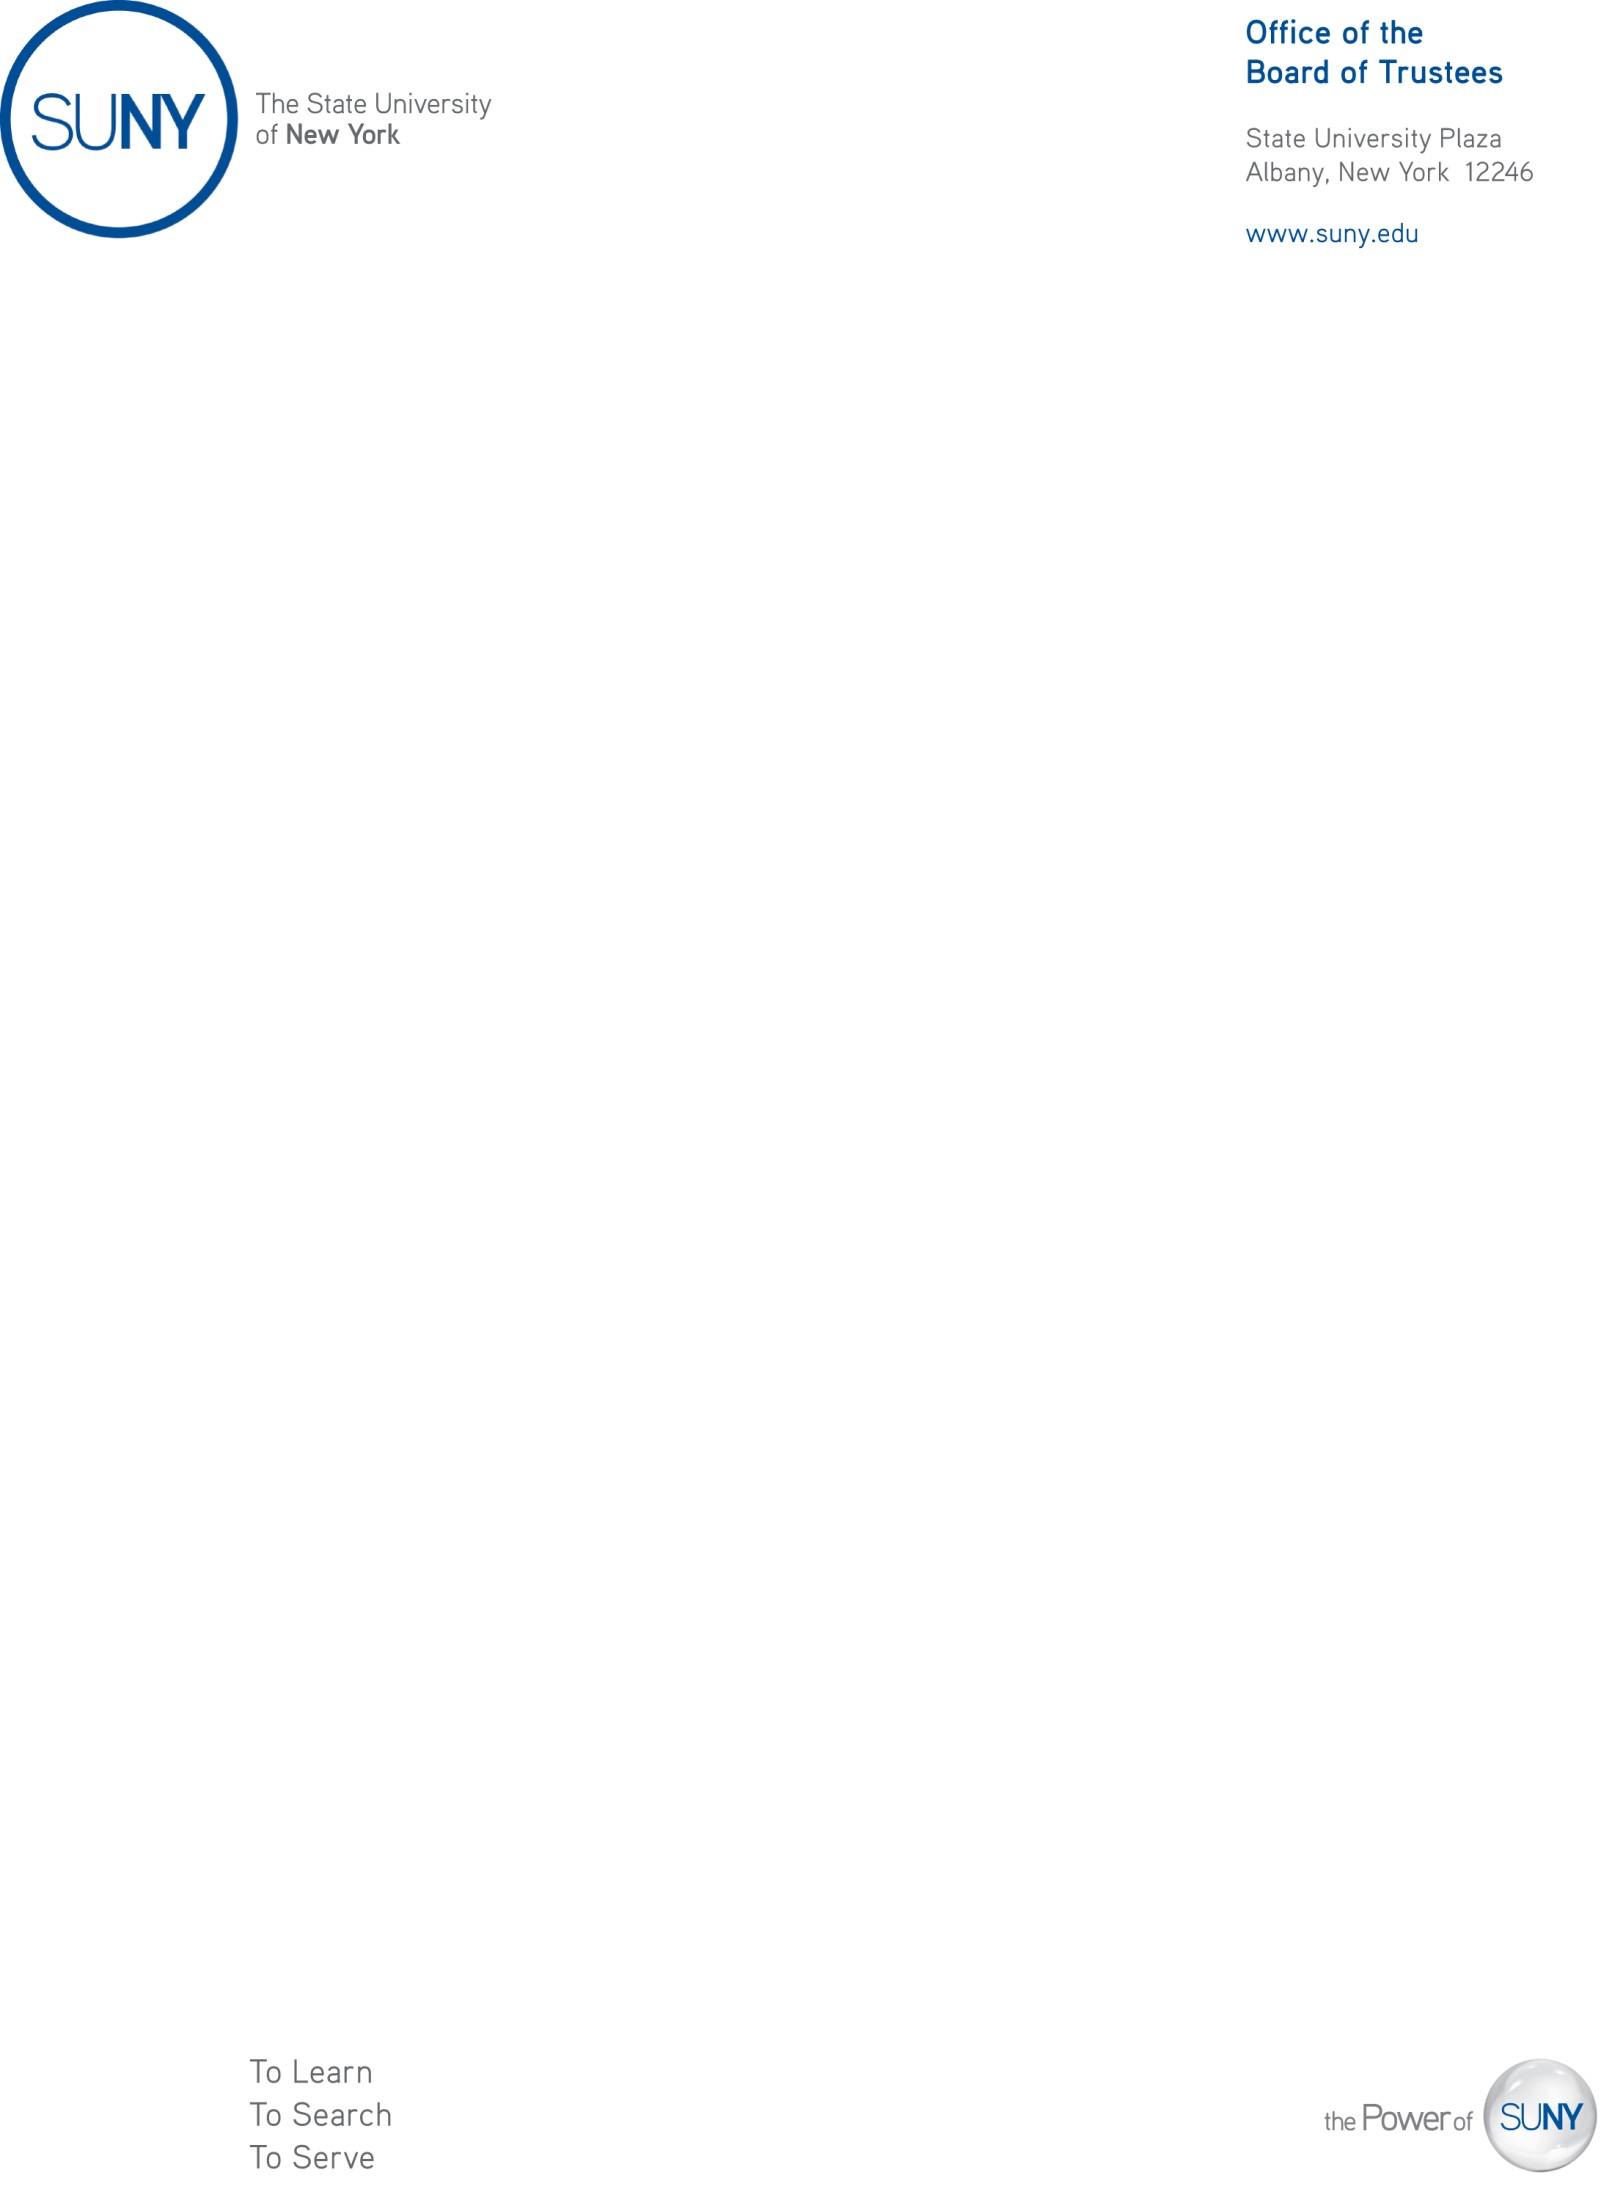 SUNY
The State University
of New York
Office of the
Board of Trustees
State University Plaza
Albany, New York 12246
www.suny.edu
To Learn
To Search
To Serve
the Power of SUNY